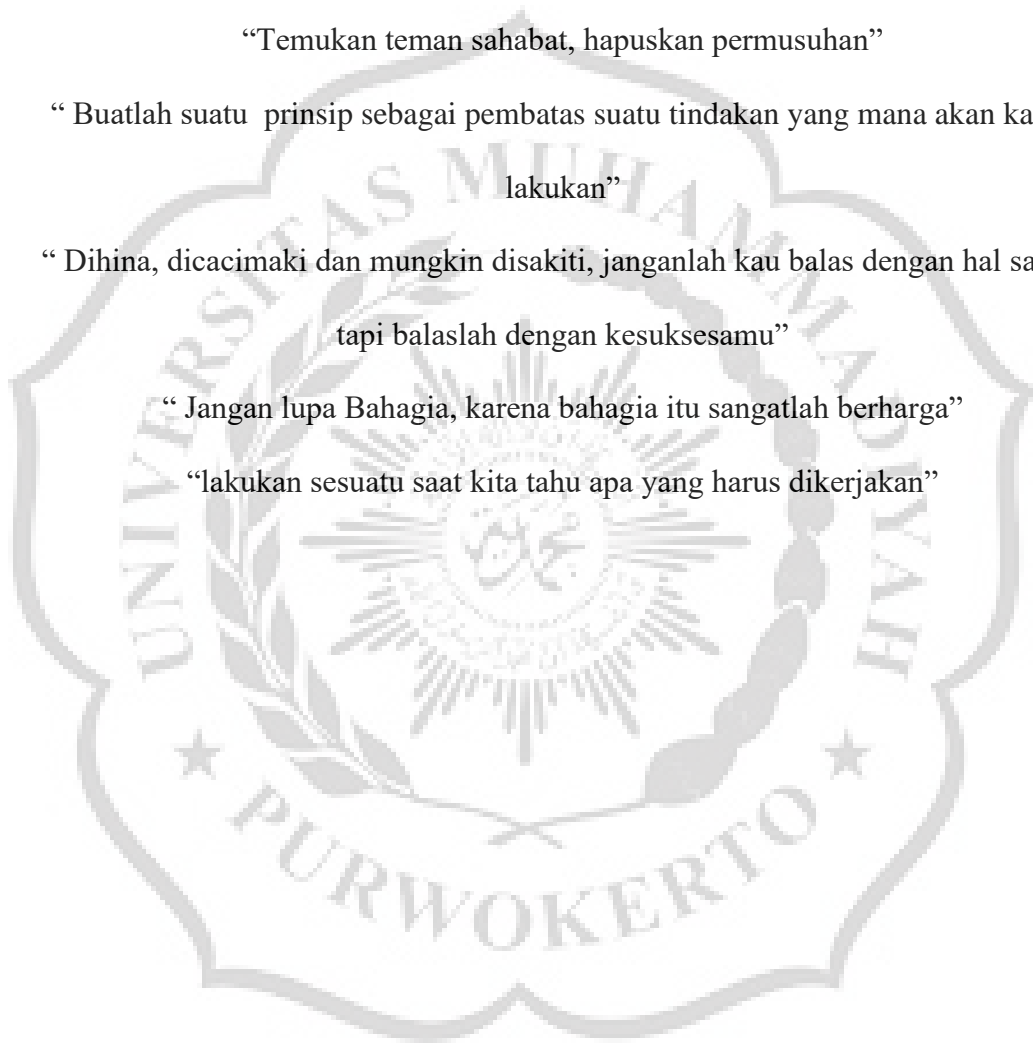 “Temukan teman sahabat, hapuskan permusuhan”
“ Buatlah suatu prinsip sebagai pembatas suatu tindakan yang mana akan ka
lakukan”
“ Dihina, dicacimaki dan mungkin disakiti, janganlah kau balas dengan hal sa
tapi balaslah dengan kesuksesamu”
“ Jangan lupa Bahagia, karena bahagia itu sangatlah berharga”
“lakukan sesuatu saat kita tahu apa yang harus dikerjakan”
UNIVERSITAS MUHAMMADIYAH
PURWOKERTO